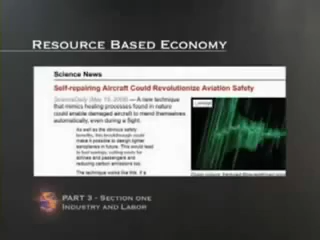 RESOURCE BASED ECONOMY
Science News
Self-repairing Aircraft Could Revolutionize Aviation Safety
ScienceDaily (May 19, 2008) — A new technique
that mimics healing processes found in nature
could enable damaged aircraft to mend themselves
automatically, even during a flight.
As well as the obvious safety
benefits, this breakthrough could
make it possible to design lighter
aeroplanes in future. This would lead
to fuel savings, cutting costs for
airlines and passengers and
reducing carbon emissions too.
The technique works like this. If a
PART 3 - SECTION ONE
INDUSTRY AND LABOR